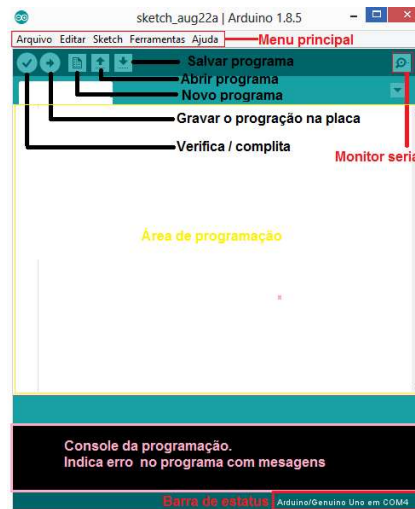 sketch_aug22a | Arduino 1.8.5
Arquivo Editar Sketch Ferramentas Ajuda
Menu principal
Salvar programa
Abrir programa
Novo programa
Gravar o progração na placa
Verifica / complita
Monitor seria
Área de programação
Console da programação.
Indica erro no programa com mesagens
Barra de estatus
Arduino/Genuino Uno em COM4